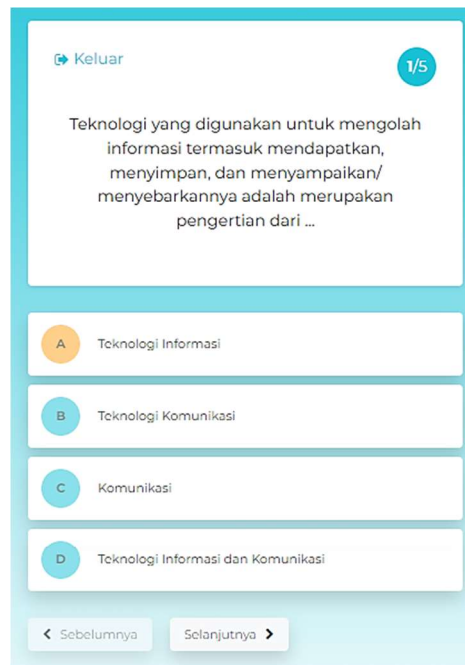 Keluar
1/5
Teknologi yang digunakan untuk mengolah
informasi termasuk mendapatkan,
menyimpan, dan menyampaikan/
menyebarkannya adalah merupakan
pengertian dari ...
A Teknologi Informasi
B Teknologi Komunikasi
C Komunikasi
D Teknologi Informasi dan Komunikasi
Sebelumnya Selanjutnya